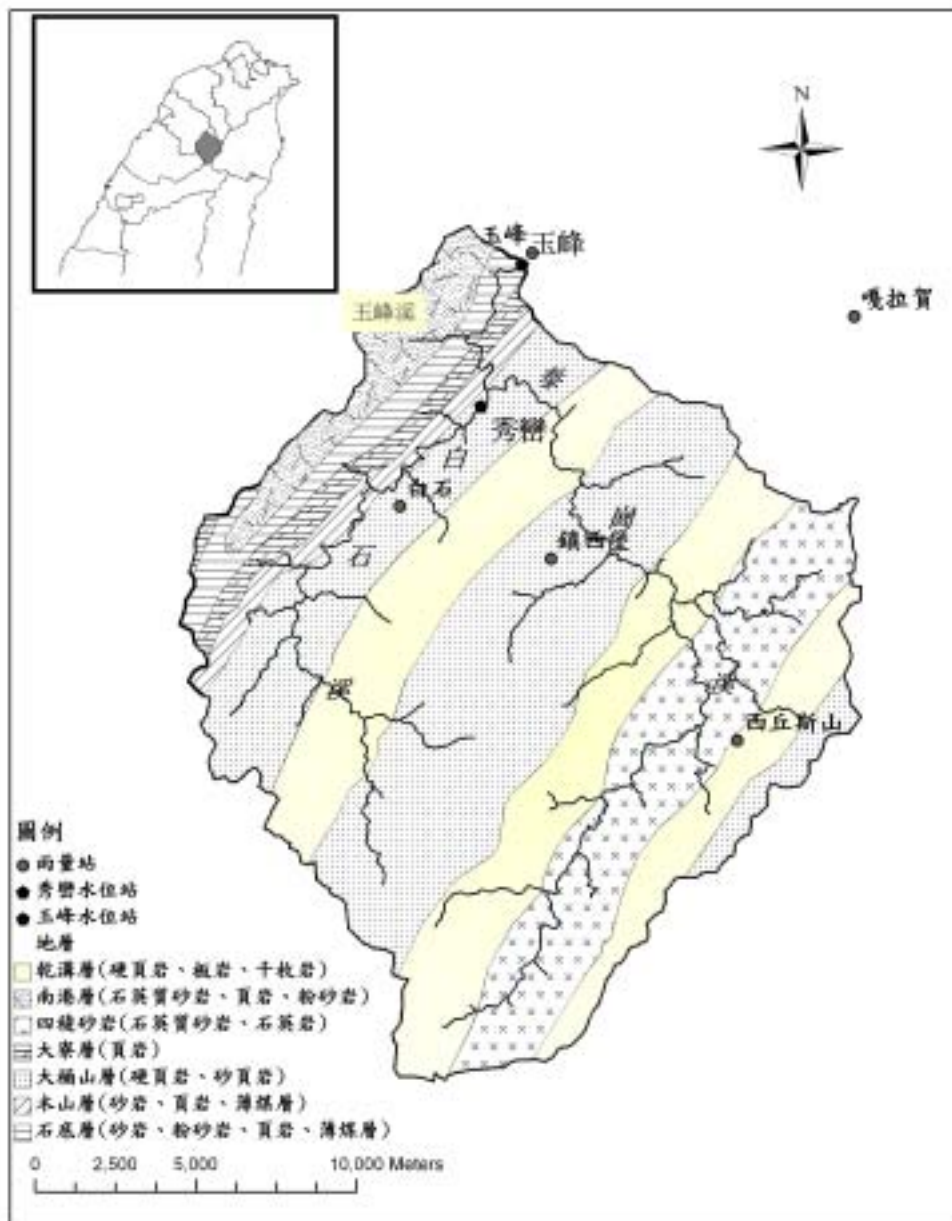 N
玉峰
玉峰
嘎拉賀
玉峰溪
泰
秀巒
白
白石
崗
鎮西堡
石
溪
溪
西丘斯山
圖例
雨量站
秀巒水位站
玉峰水位站
地層
乾溝層(硬頁岩、板岩、千枚岩)
南港層(石英質砂岩、頁岩、粉砂岩)
四稜砂岩(石英質砂岩、石英岩)
大寮層(頁岩)
大桶山層(硬頁岩、砂頁岩)
木山層(砂岩、頁岩、薄煤層)
石底層(砂岩、粉砂岩、頁岩、薄煤層)
0 2,500 5,000 10,000 Meters